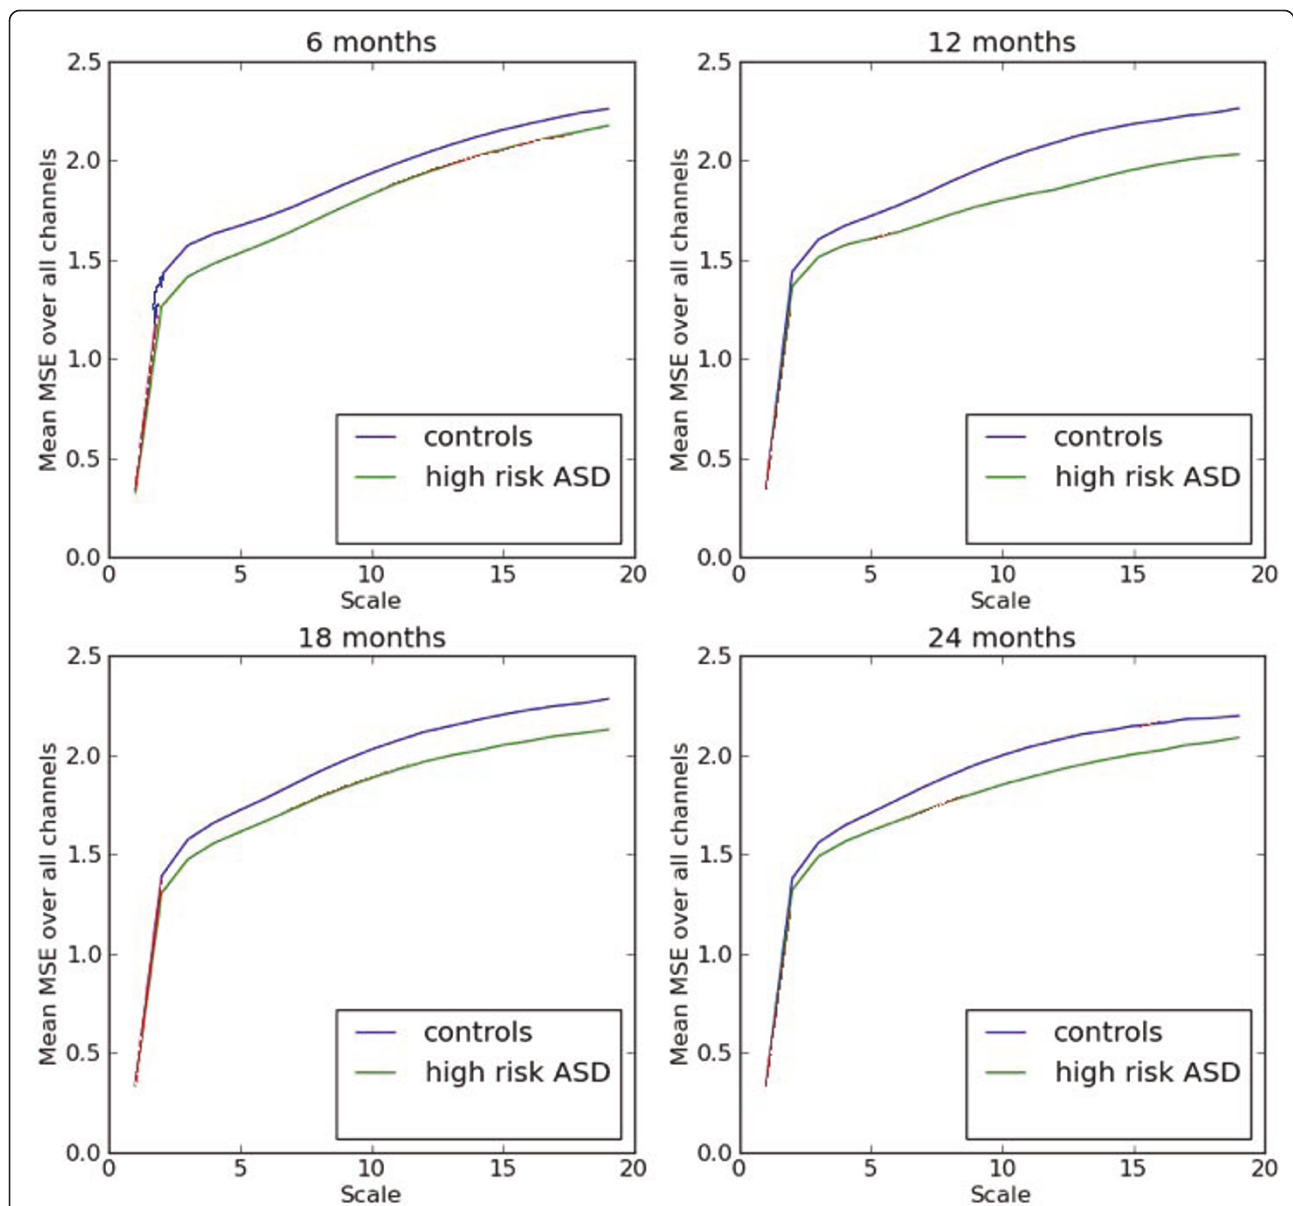 6 months
2.5
2.0
1.5
1.0
0.5
0.0
Mean MSE over all channels
controls
high risk ASD
0 5 10 15 20
Scale
12 months
2.5
2.0
1.5
1.0
0.5
0.0
Mean MSE over all channels
controls
high risk ASD
0 5 10 15 20
Scale
18 months
2.5
2.0
1.5
1.0
0.5
0.0
Mean MSE over all channels
controls
high risk ASD
0 5 10 15 20
Scale
24 months
2.5
2.0
1.5
1.0
0.5
0.0
Mean MSE over all channels
controls
high risk ASD
0 5 10 15 20
Scale